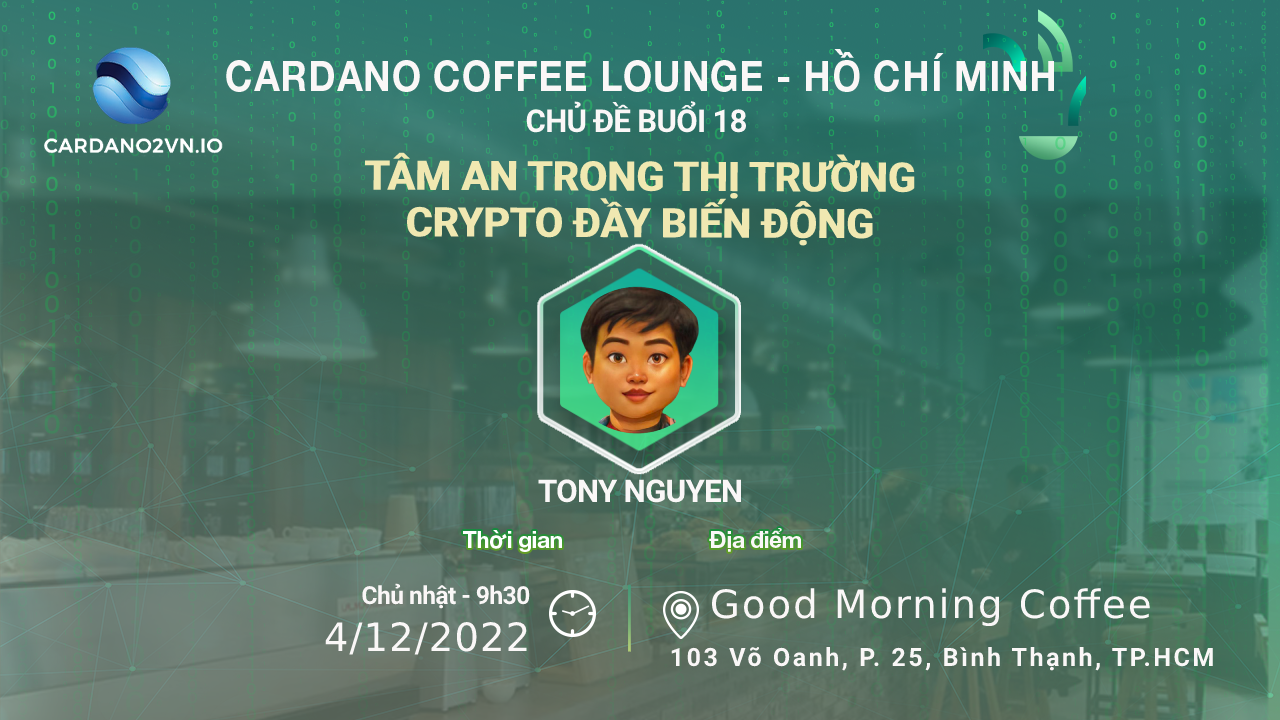 CARDANO2VN.IO
CARDANO COFFEE LOUNGE - HỒ CHÍ MINH
CHỦ ĐỀ BUỔI 18
TÂM AN TRONG THỊ TRƯỜNG
CRYPTO ĐẦY BIẾN ĐỘNG
TONY NGUYEN
Thời gian
Chủ nhật - 9h30
4/12/2022
Địa điểm
Good Morning Coffee
103 Võ Oanh, P. 25, Bình Thạnh, TP.HCM